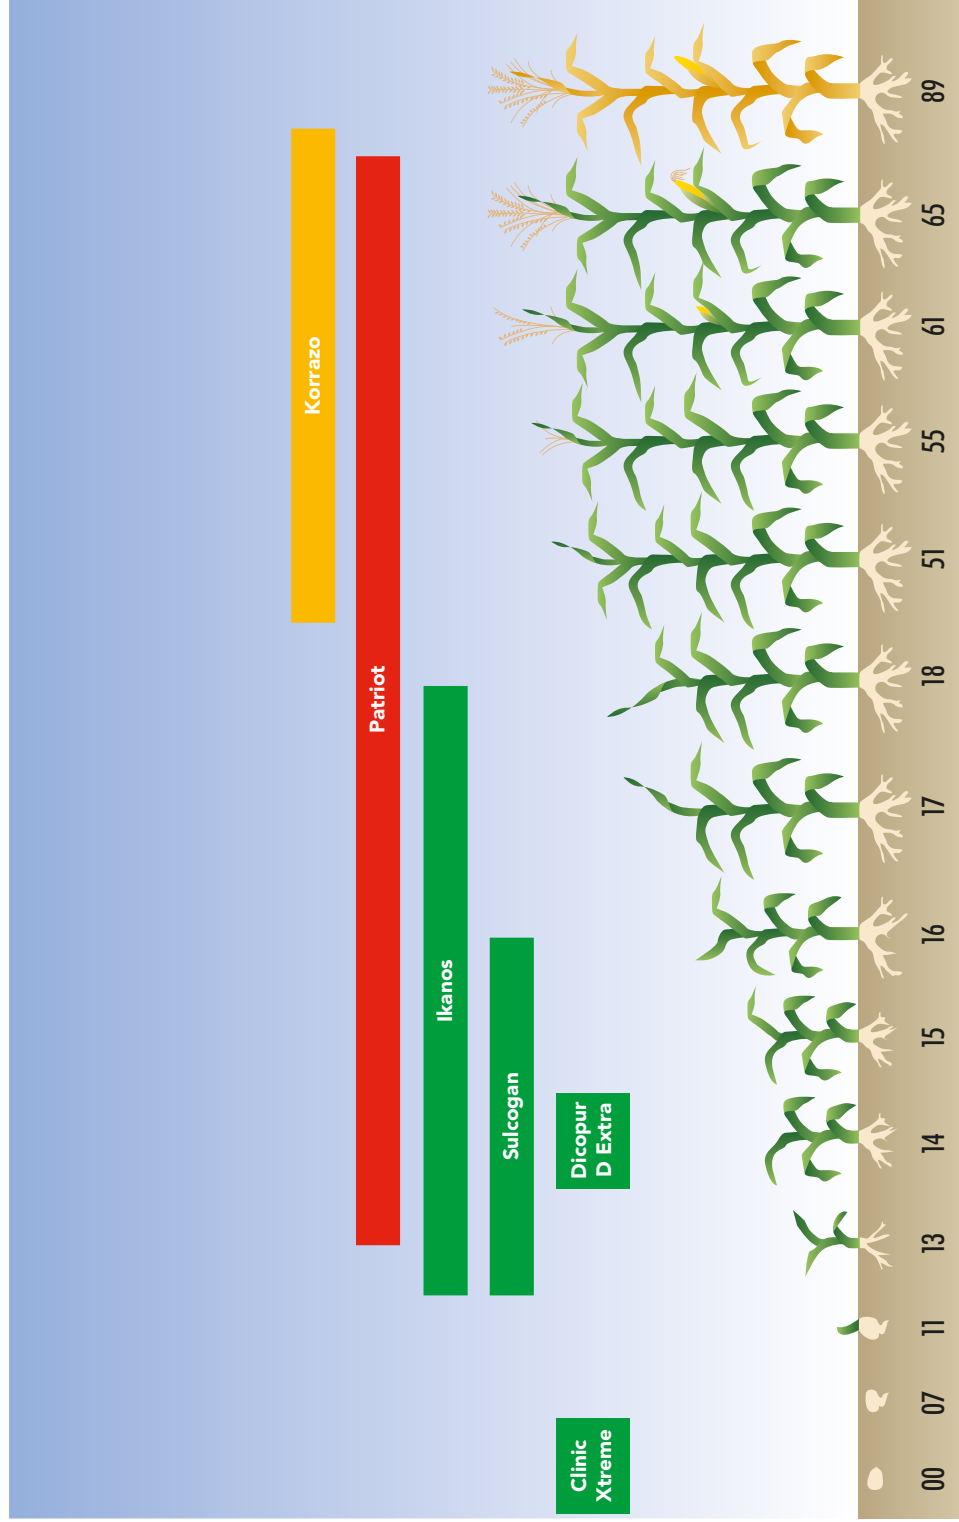 Korrazo
Patriot
Ikanos
Sulcogan
Clinic
Xtreme
Dicopur
D Extra
00
07
11
13
14
15
16
17
18
51
55
61
65
89